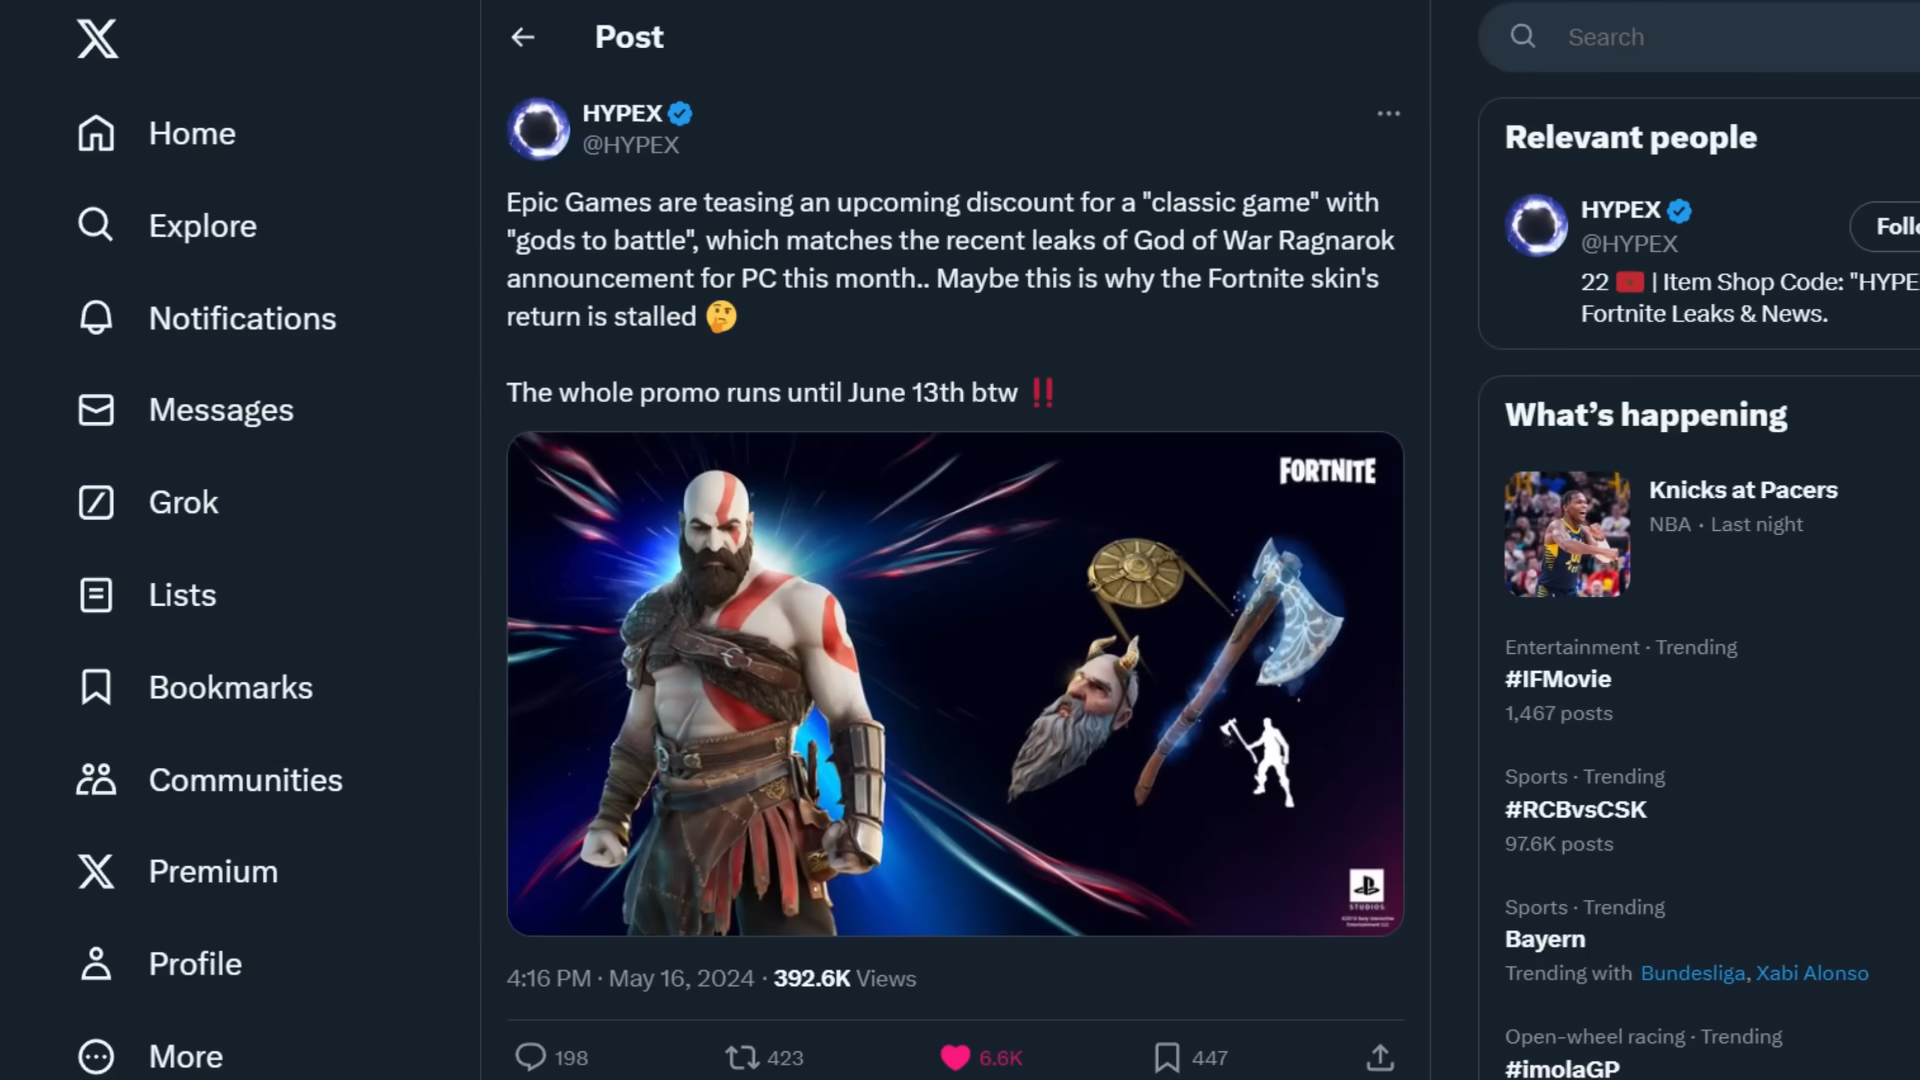 Home
Explore
Notifications
Messages
Grok
Lists
Bookmarks
Communities
Premium
Profile
More
Post
HYPEX
@HYPEX
Epic Games are teasing an upcoming discount for a "classic game" with
"gods to battle", which matches the recent leaks of God of War Ragnarok
announcement for PC this month.. Maybe this is why the Fortnite skin's
return is stalled 🤔
The whole promo runs until June 13th btw ‼️
FORTNITE
STUDIOS
4:16 PM · May 16, 2024 · 392.6K Views
198
423
6.6K
447
Search
Relevant people
HYPEX
@HYPEX
Follo
22 🇲🇦 | Item Shop Code: "HYPE
Fortnite Leaks & News.
What's happening
Knicks at Pacers
NBA · Last night
Entertainment · Trending
#IFMovie
1,467 posts
Sports · Trending
#RCBvsCSK
97.6K posts
Sports · Trending
Bayern
Trending with Bundesliga, Xabi Alonso
Open-wheel racing · Trending
#imolaGP